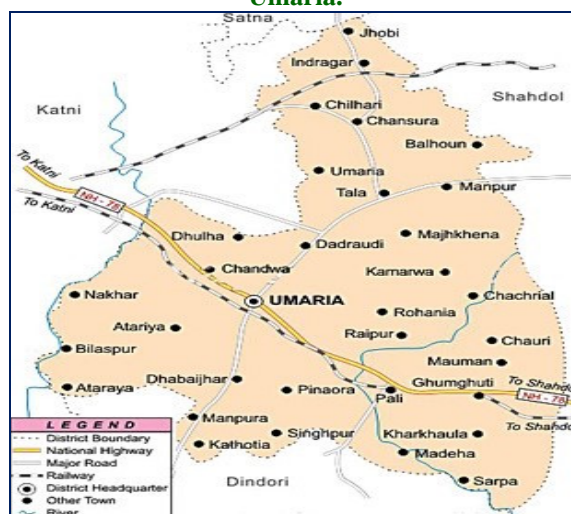 Umaria.
Satna
Jhobi
Indragar
Katni
Chilhari
Shahdol
Chansura
Balhoun
To Katni
Umaria
Tala
Manpur
NH - 78
To Katni
Dhulha
Dadraudi
Majhkhena
Chandwa
Karnarwa
Nakhar
UMARIA
Chachrial
Rohania
Atariya
Raipur
Chauri
Bilaspur
Mauman
Dhabaijhar
Ghumghuti
To Shahdo
Ataraya
Pinaora
Pali
NH - 78
LEGEND
Manpura
To Shahdo
District Boundary
Singhpur
Kharkhaula
National Highway
Kathotia
Major Road
Madeha
Railway
Dindori
District Headquarter
Sarpa
Other Town
River